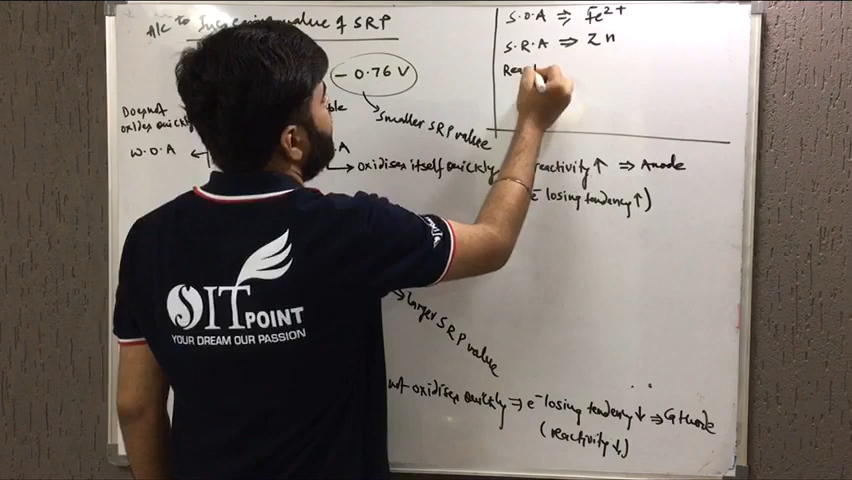 A/c to Increasing value of SRP
S.O.A ⇒ Fe2+
S.R.A ⇒ Zn
Rea
- 0.76 V
Smaller SRP value
Doesnot
oxidises quickly
W.O.A
→ oxidises itself quickly
reactivity ↑ ⇒ Anode
e- losing tendency ↑ )
SIT POINT
YOUR DREAM OUR PASSION
→ larger SRP value
not oxidises quickly ⇒ e- losing tendency ↓ ⇒ Cathode
(reactivity ↓)